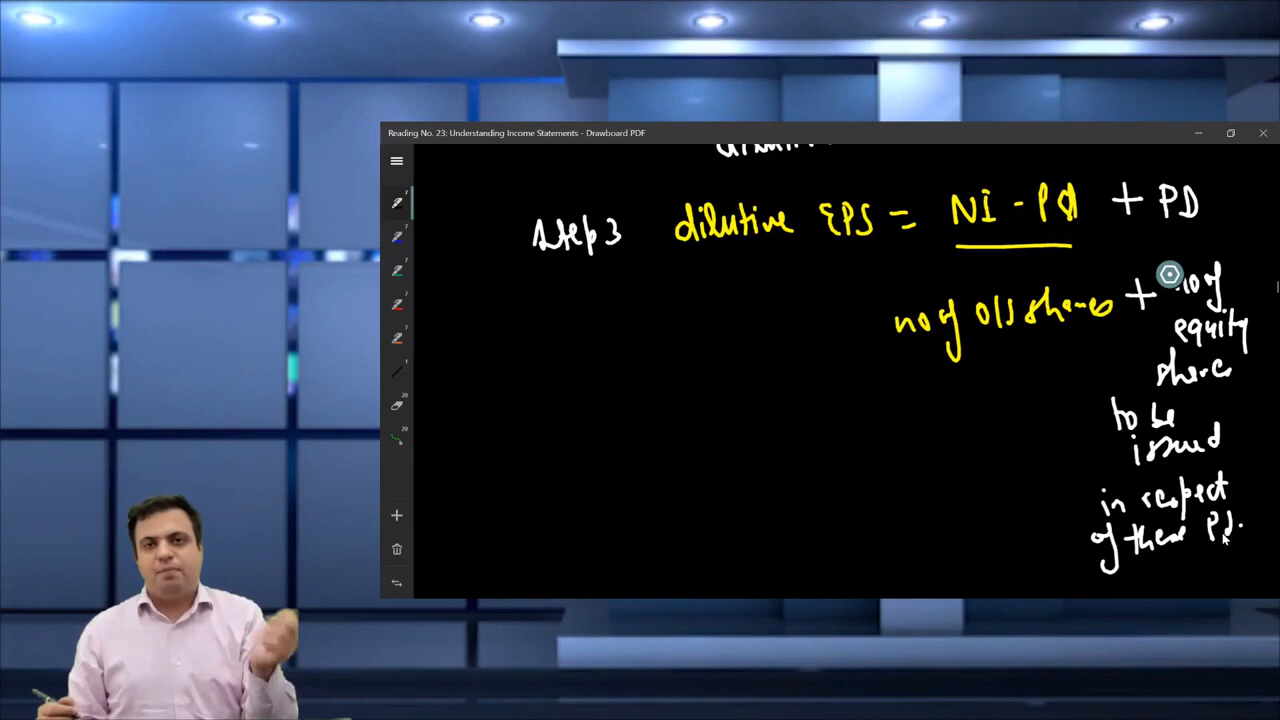 Reading No. 23: Understanding Income Statements - Drawboard PDF
Step 3 dilutive EPS = NI - PD + PD
no of O/S shares + no of
equity
shares
to be
issued
in respect
of these Pd.